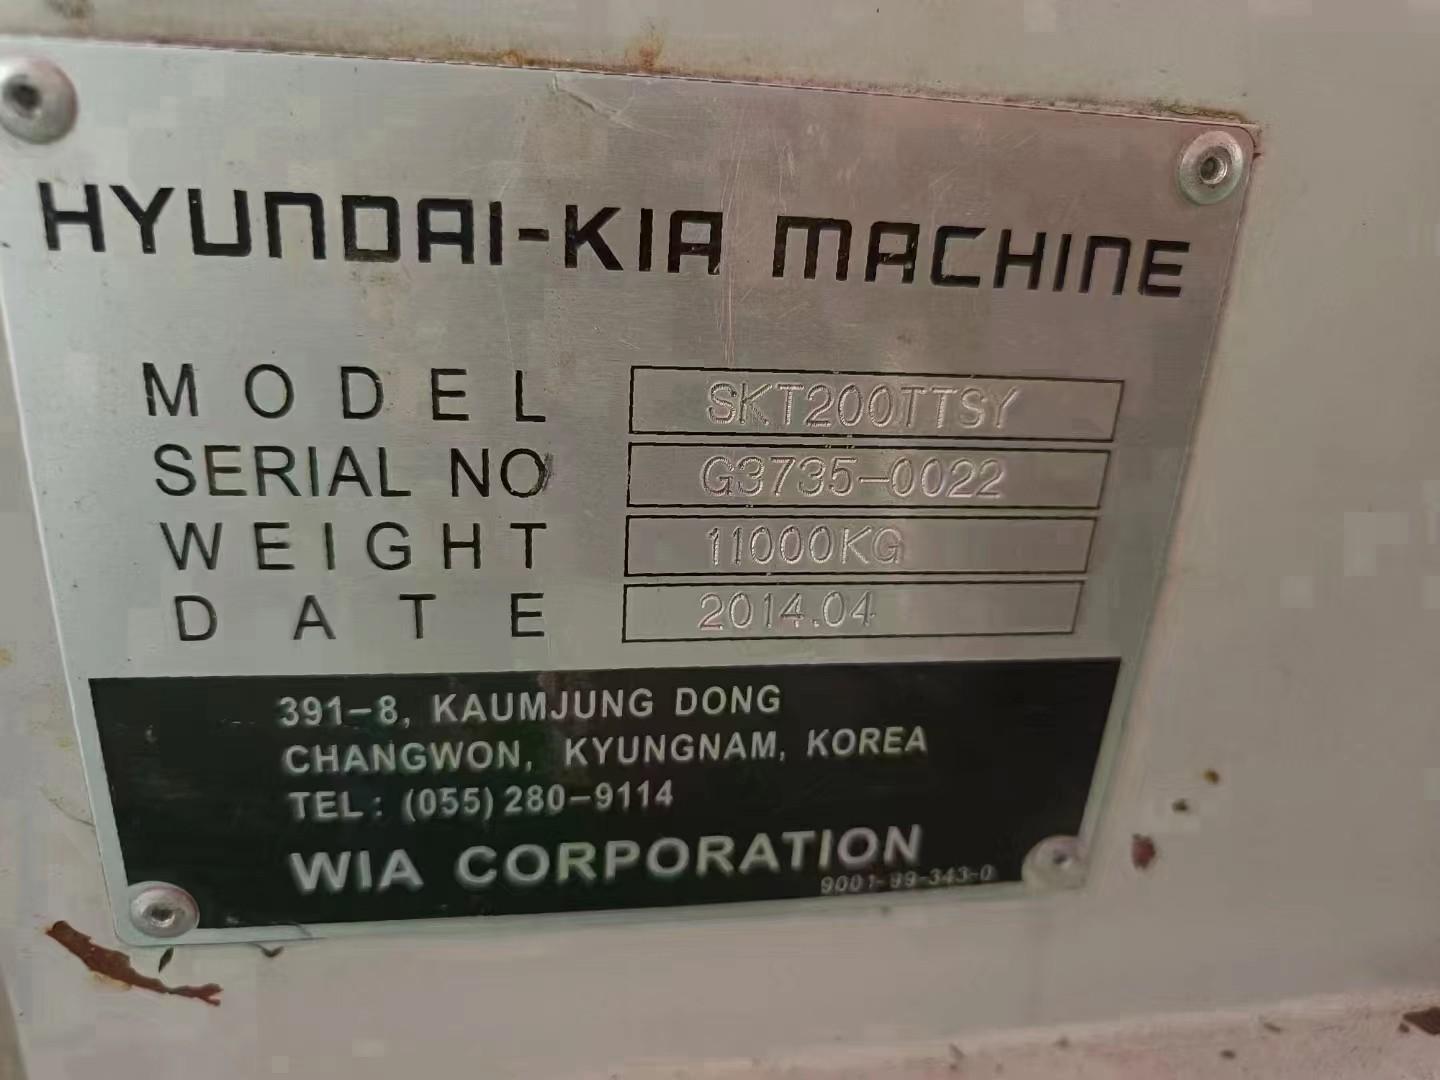 HYUNDAI-KIA MACHINE
MODEL SKT200TTSY
SERIAL NO G3735-0022
WEIGHT 11000KG
DATE 2014.04
391-8, KAUMJUNG DONG
CHANGWON, KYUNGNAM, KOREA
TEL: (055) 280-9114
WIA CORPORATION
9001-99-343-0